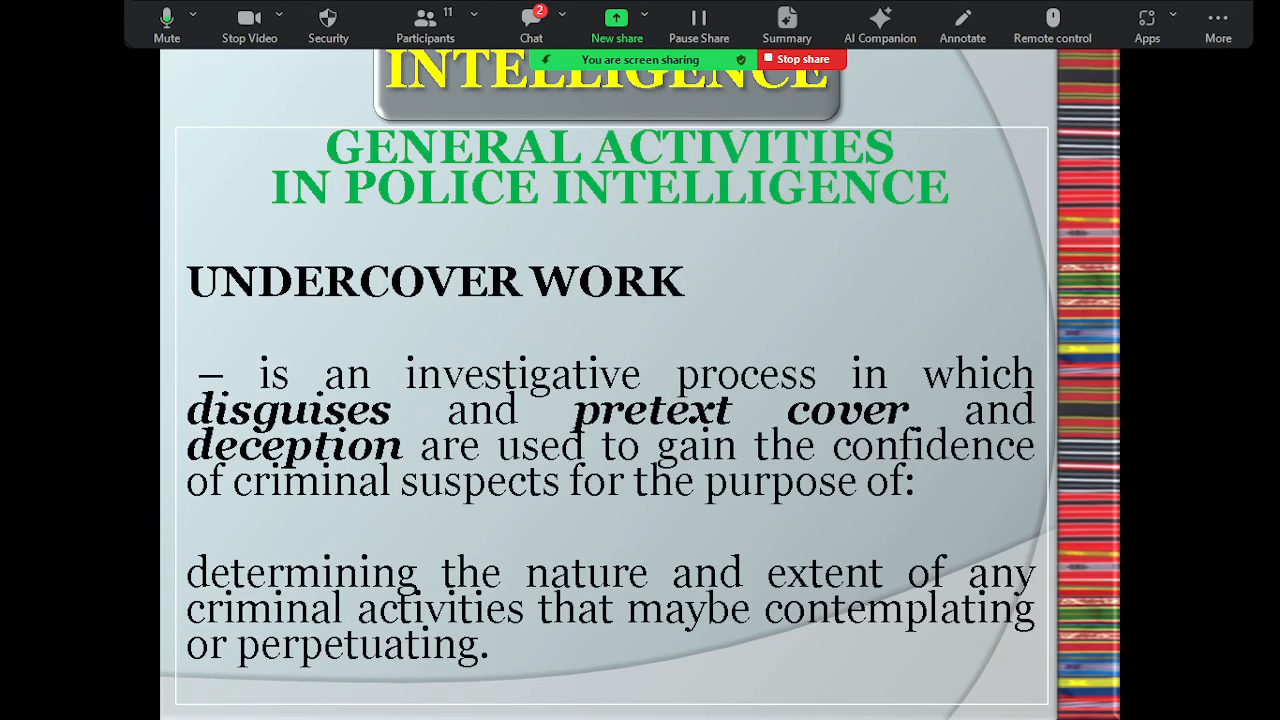 Mute
Stop Video
Security
Participants
11
Chat
2
New share
Pause Share
Summary
AI Companion
Annotate
Remote control
Apps
More
You are screen sharing
Stop share
INTELLIGENCE
GENERAL ACTIVITIES
IN POLICE INTELLIGENCE
UNDERCOVER WORK
– is an investigative process in which
disguises and pretext cover and
deception are used to gain the confidence
of criminal suspects for the purpose of:
determining the nature and extent of any
criminal activities that maybe contemplating
or perpetuating.